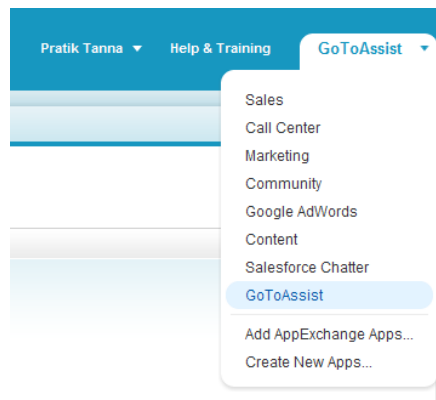 Pratik Tanna Help & Training GoToAssist
Sales
Call Center
Marketing
Community
Google AdWords
Content
Salesforce Chatter
GoToAssist
Add AppExchange Apps...
Create New Apps...